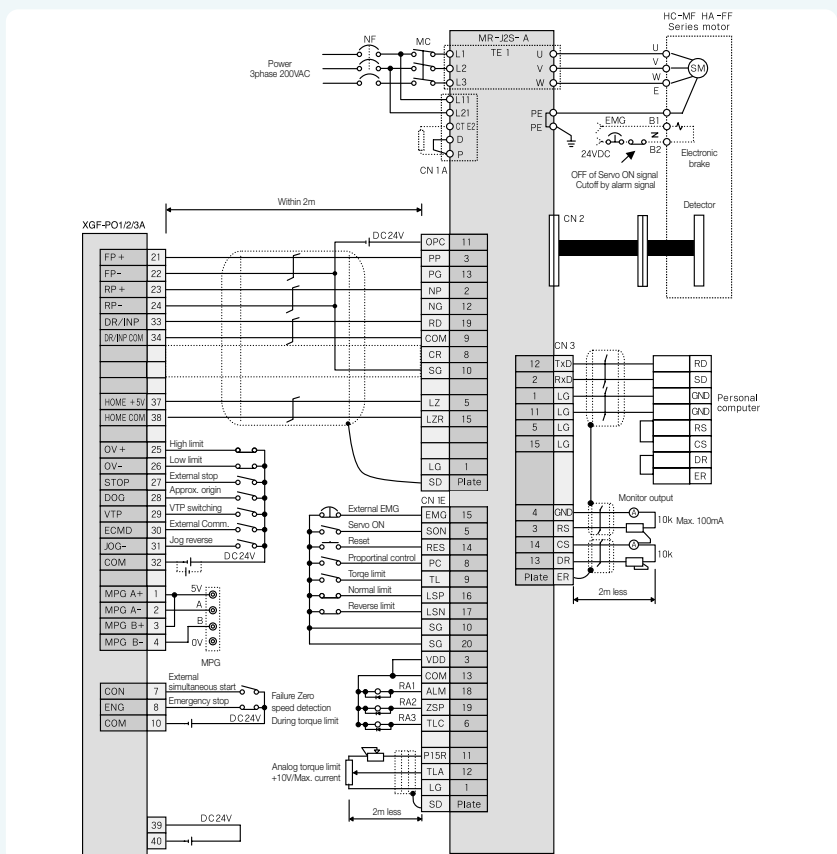 HC-MF HA-FF
Series motor
NF
MC
MR-J2S- A
TE 1
Power
3phase 200VAC
L1
L2
L3
L11
L21
CT E2
D
P
CN 1A
U
V
W
PE
PE
U
V
W
E
SM
EMG
B1
24VDC
B2
Electronic
brake
OFF of Servo ON signal
Cutoff by alarm signal
CN 2
Detector
Within 2m
XGF-PO1/2/3A
DC24V
FP + 21
FP- 22
RP + 23
RP- 24
DR/INP 33
DR/INP COM 34
HOME +5V 37
HOME COM 38
OV + 25 High limit
OV- 26 Low limit
STOP 27 External stop
DOG 28 Approx. origin
VTP 29 VTP switching
ECMD 30 External Comm.
JOG- 31 Jog reverse
COM 32 DC24V
MPG A+ 1 5V
MPG A- 2 A
MPG B+ 3 B
MPG B- 4 0V
MPG
CON 7 External
simultaneous start
ENG 8 Emergency stop
COM 10 DC24V
39 DC24V
40
OPC 11
PP 3
PG 13
NP 2
NG 12
RD 19
COM 9
CR 8
SG 10
LZ 5
LZR 15
LG 1
SD Plate
CN 1E
External EMG EMG 15
Servo ON SON 5
Reset RES 14
Proportinal control PC 8
Torqe limit TL 9
Normal limit LSP 16
Reverse limit LSN 17
SG 10
SG 20
VDD 3
COM 13
RA1 ALM 18
RA2 ZSP 19
RA3 TLC 6
Failure Zero
speed detection
During torque limit
P15R 11
TLA 12
LG 1
SD Plate
Analog torque limit
+10V/Max. current
2m less
CN 3
12 TxD RD
2 RxD SD
1 LG GND
11 LG GND
5 LG RS
15 LG CS
DR
ER
Personal
computer
Monitor output
4 GND A
3 RS
10k Max. 100mA
14 CS A
13 DR
10k
Plate ER
2m less